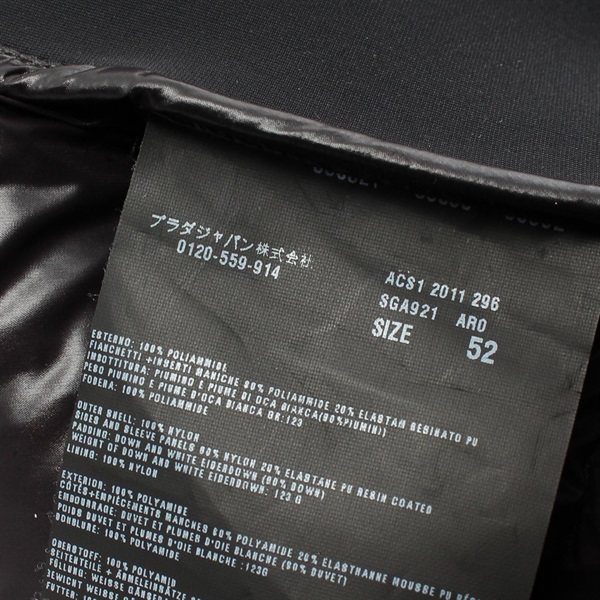 プラダジャパン株式会社
0120-559-914
ACS1 2011 296
SGA921 ARO
SIZE 52
ESTERNO: 100% POLIAMMIDE
FIANCHETTI +INSERTI MANICHE 80% POLIAMMIDE 20% ELASTAM RESINATO PU
IMBOTTITURA: PIUMINO E PIUME DI OCA BIANCA(90%PIUMINI)
PESO PIUMINO E PIUME D'OCA BIANCA GR:123
FODERA: 100% POLIAMMIDE
OUTER SHELL: 100% NYLON
SIDES AND SLEEVE PANELS 80% NYLON 20% ELASTANE PU RESIN COATED
PADDING: DOWN AND WHITE EIDERDOWN (90% DOWN)
WEIGHT OF DOWN AND WHITE EIDERDOWN: 123 G
LINING: 100% NYLON
EXTERIOR: 100% POLYAMIDE
CÔTÉS+EMPIÈCEMENTS MANCHES 80% POLYAMIDE 20% ELASTHANNE MOUSSE PU
EMBOURRAGE: DUVET ET PLUMES D'OIE BLANCHE (90% DUVET)
POIDS DUVET ET PLUMES D'OIE BLANCHE :123G
DOUBLURE: 100% POLYAMIDE
OBERSTOFF: 100% POLYAMID
SEITENTEILE + ÄRMELEINSÄTZE
FÜLLUNG: WEISSE
GEWICHT WEISSE
FUTTER: